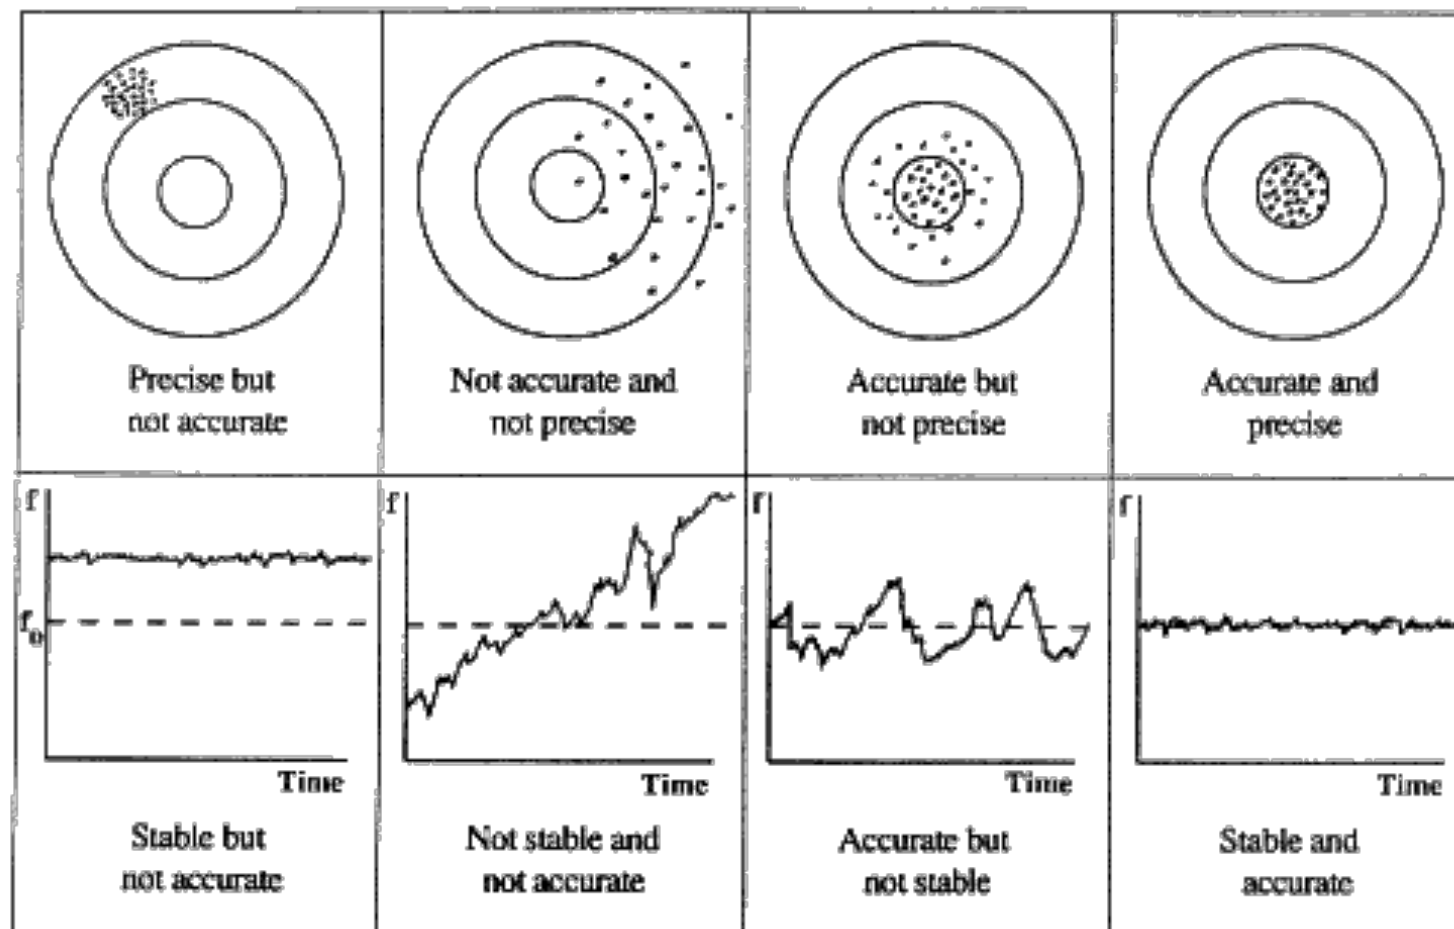 Precise but
not accurate
Not accurate and
not precise
Accurate but
not precise
Accurate and
precise
f
f₀
Time
Stable but
not accurate
f
Time
Not stable and
not accurate
f
Time
Accurate but
not stable
f
Time
Stable and
accurate